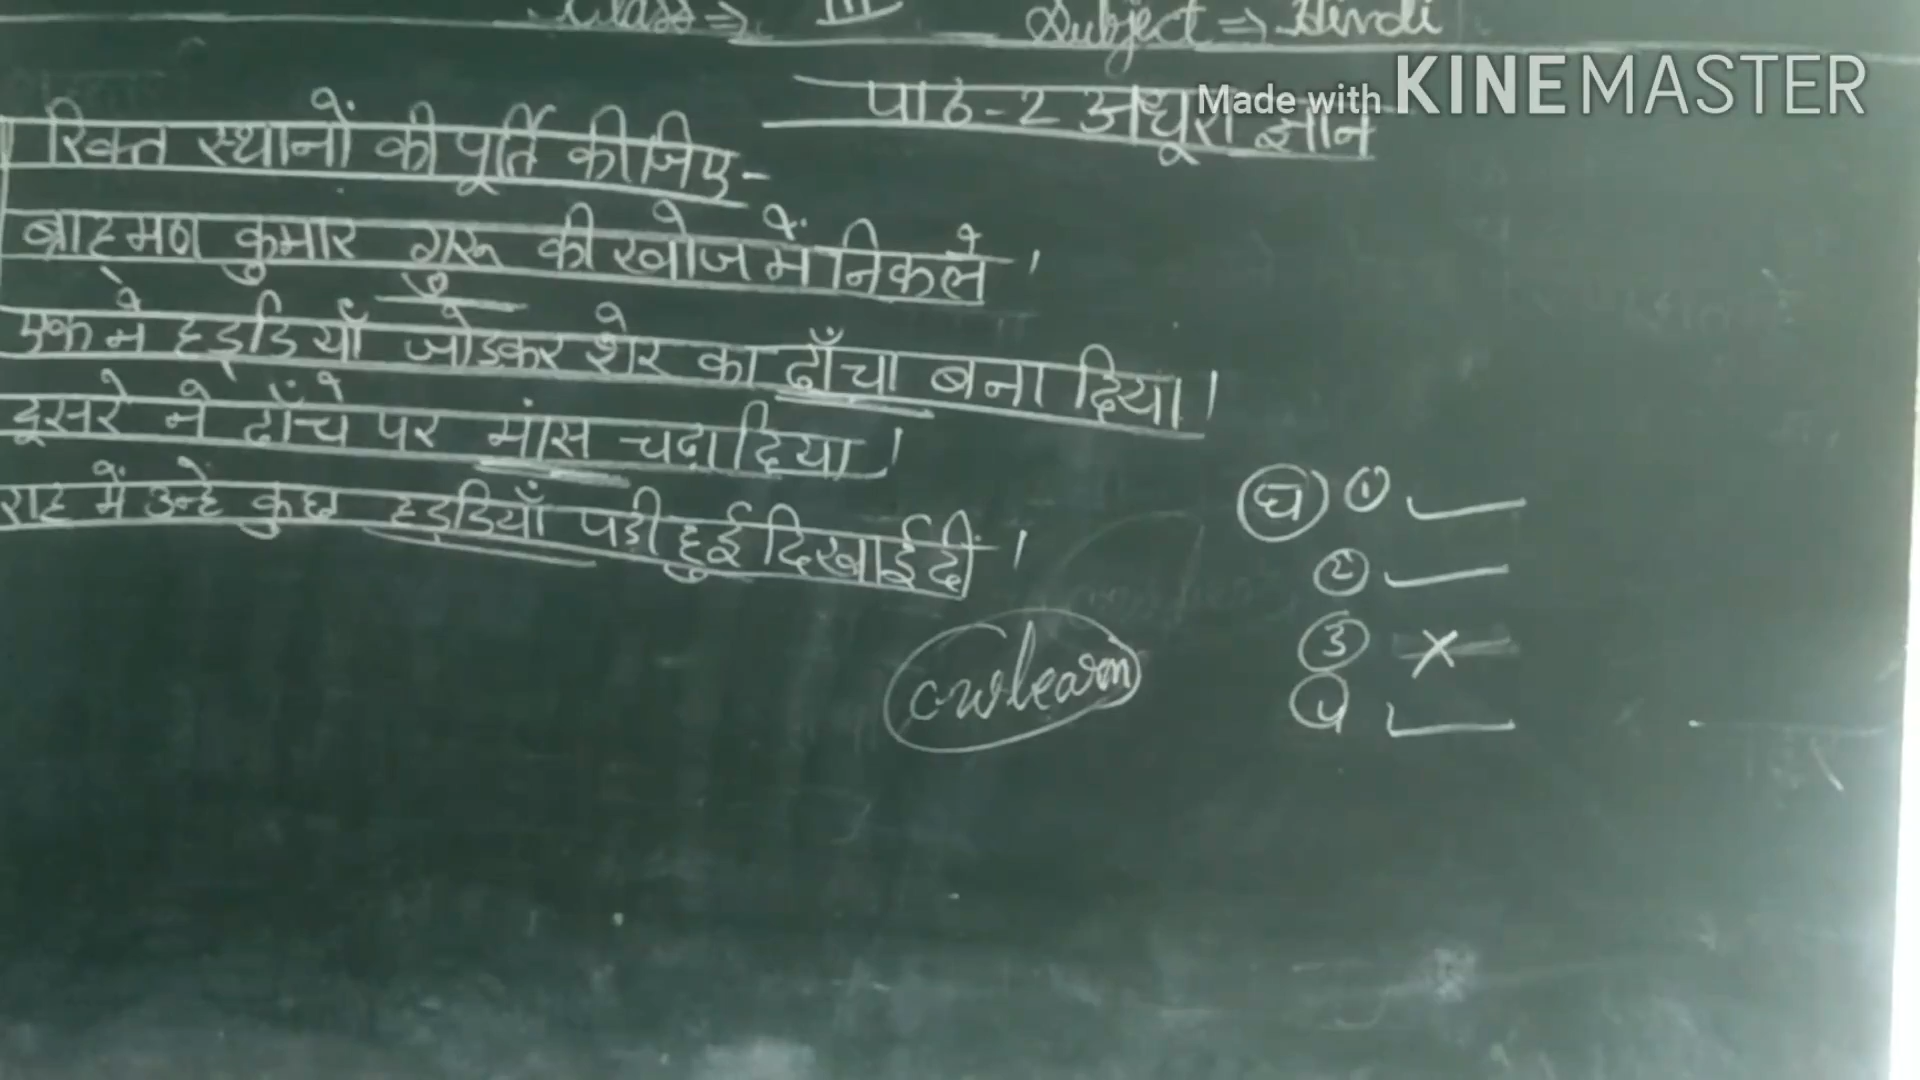 Class ⇒ III Subject ⇒ Hindi
Made with KINEMASTER
पाठ-2 अधूरा ज्ञान
रिक्त स्थानों की पूर्ति कीजिए-
ब्राह्मण कुमार गुरू की खोज में निकले ।
एक ने हड्डियाँ जोडकर शेर का ढाँचा बना दिया ।
दूसरे ने ढाँचे पर मांस चढ़ा दिया ।
राह में उन्हे कुछ हड्डियाँ पड़ी हुई दिखाई दीं ।
घ ① ✓
② ✓
③ ×
④ ✓
cwlearn